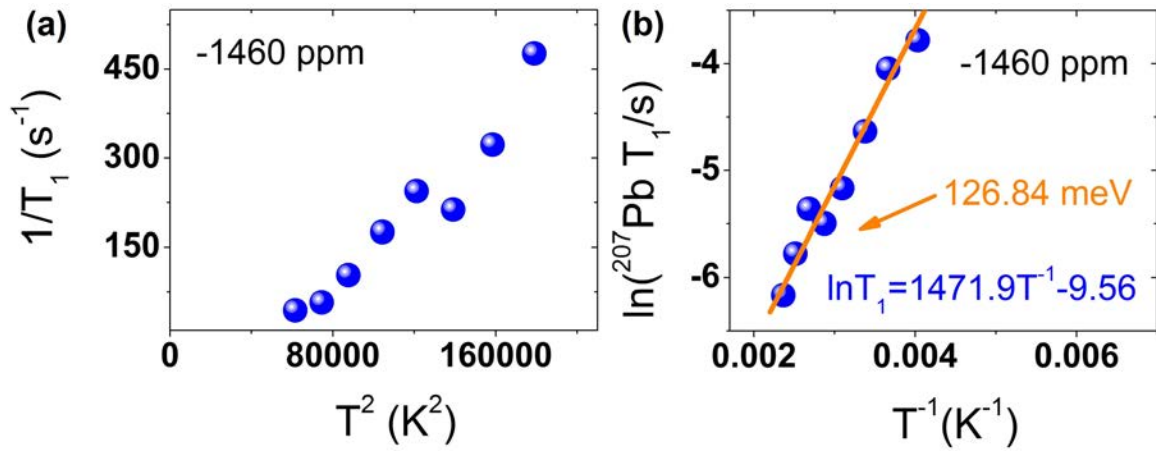 (a)
-1460 ppm
1/T₁ (s⁻¹)
450
300
150
0
80000
160000
T² (K²)
(b)
-1460 ppm
ln(²⁰⁷Pb T₁/s)
-4
-5
-6
126.84 meV
lnT₁=1471.9T⁻¹-9.56
0.002
0.004
0.006
T⁻¹(K⁻¹)